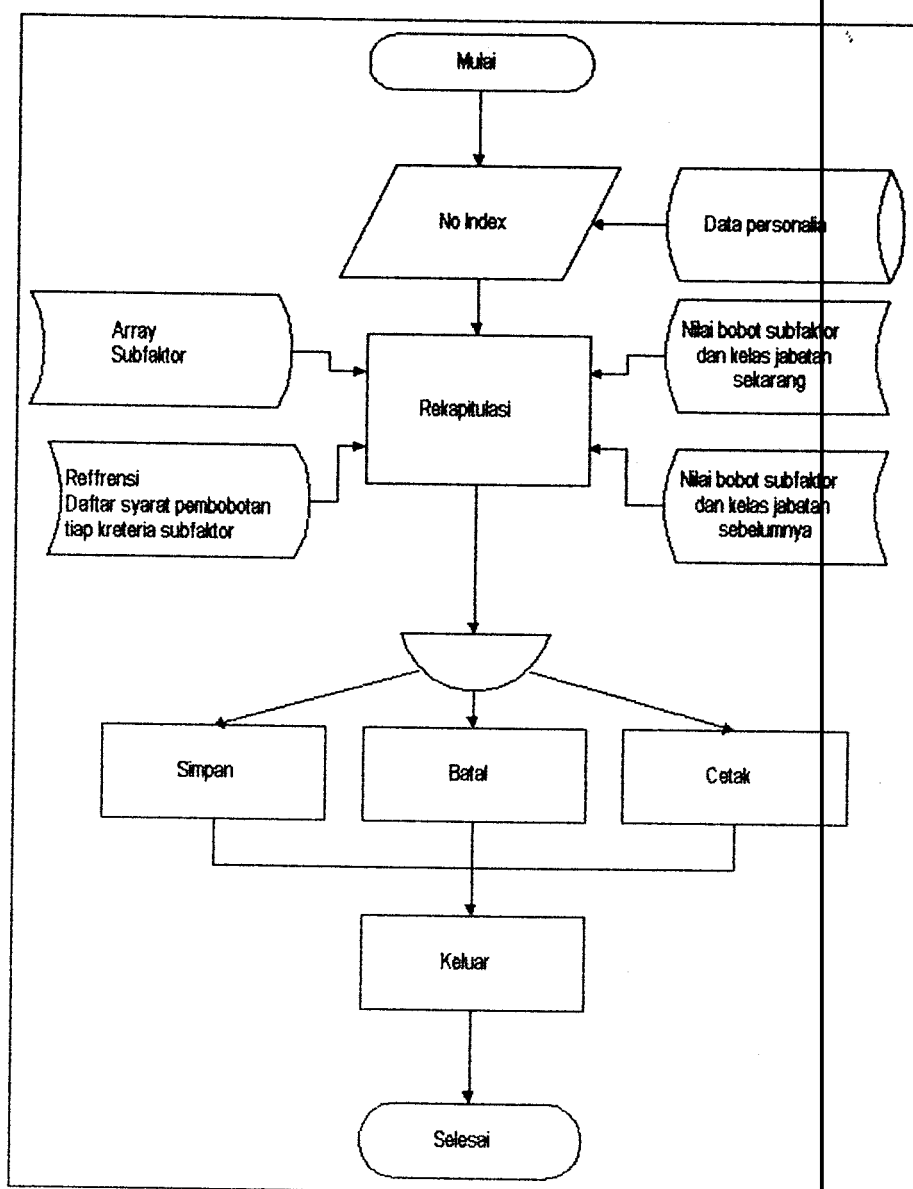 Mulai
No Index
Data personalia
Array
Subfaktor
Nilai bobot subfaktor
dan kelas jabatan
sekarang
Rekapitulasi
Reffrensi
Daftar syarat pembobotan
tiap kreteria subfaktor
Nilai bobot subfaktor
dan kelas jabatan
sebelumnya
Simpan
Batal
Cetak
Keluar
Selesai